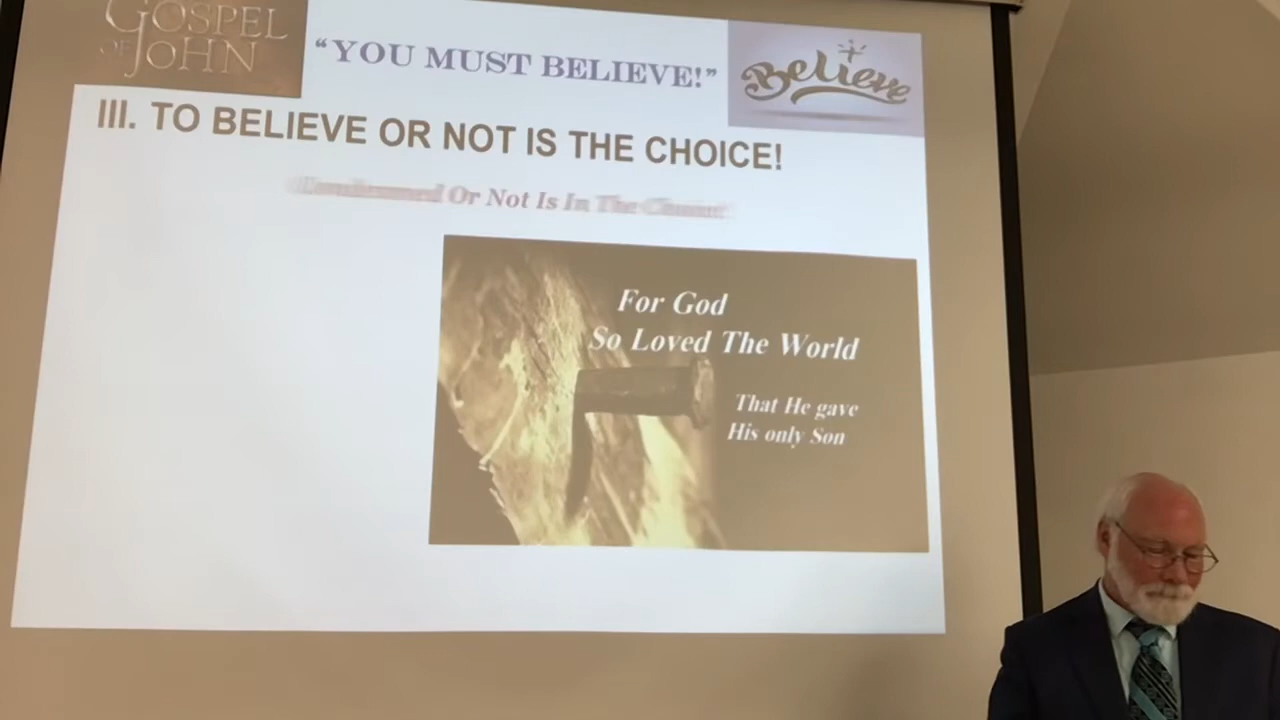 GOSPEL
OF JOHN
“YOU MUST BELIEVE!”
Believe
III. TO BELIEVE OR NOT IS THE CHOICE!
Condemned Or Not Is In The
For God
So Loved The World
That He gave
His only Son